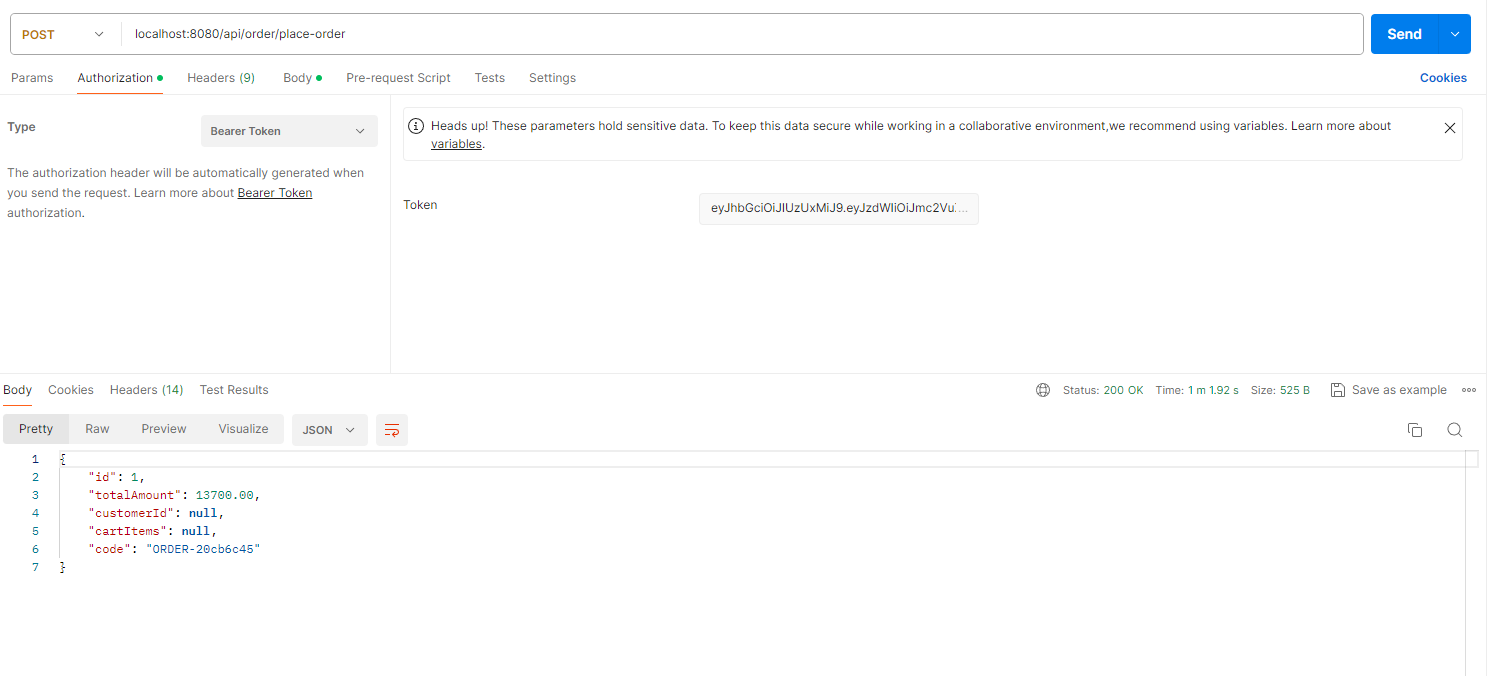 POST localhost:8080/api/order/place-order Send
Params Authorization Headers (9) Body Pre-request Script Tests Settings Cookies
Type Bearer Token
The authorization header will be automatically generated when
you send the request. Learn more about Bearer Token
authorization.
Heads up! These parameters hold sensitive data. To keep this data secure while working in a collaborative environment,we recommend using variables. Learn more about
variables.
Token eyJhbGciOiJIUzUxMiJ9.eyJzdWIiOiJmc2Vu...
Body Cookies Headers (14) Test Results Status: 200 OK Time: 1 m 1.92 s Size: 525 B Save as example
Pretty Raw Preview Visualize JSON
1 {
2 "id": 1,
3 "totalAmount": 13700.00,
4 "customerId": null,
5 "cartItems": null,
6 "code": "ORDER-20cb6c45"
7 }